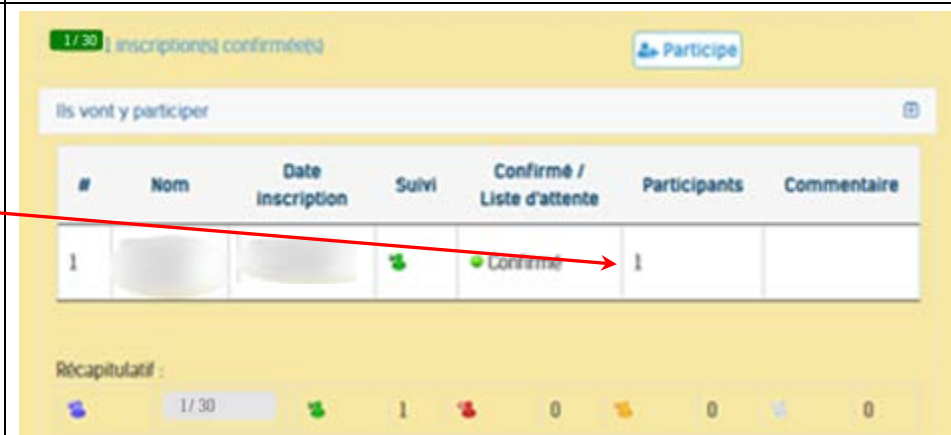 1/30 1 inscription(s) confirmée(s)
Participe
Ils vont y participer
# Nom Date inscription Suivi Confirmé / Liste d'attente Participants Commentaire
1 Confirmé 1
Récapitulatif :
1/30 1 0 0 0